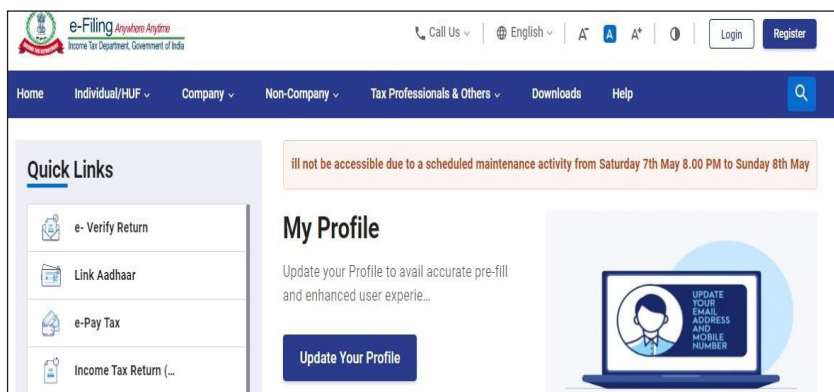 e-Filing Anywhere Anytime
Income Tax Department, Government of India
Call Us
English
A-
A
A+
Login
Register
Home
Individual/HUF
Company
Non-Company
Tax Professionals & Others
Downloads
Help
Quick Links
ill not be accessible due to a scheduled maintenance activity from Saturday 7th May 8.00 PM to Sunday 8th May
e- Verify Return
Link Aadhaar
e-Pay Tax
Income Tax Return (...
My Profile
Update your Profile to avail accurate pre-fill
and enhanced user experie...
Update Your Profile
UPDATE
YOUR
EMAIL
ADDRESS
AND
MOBILE
NUMBER